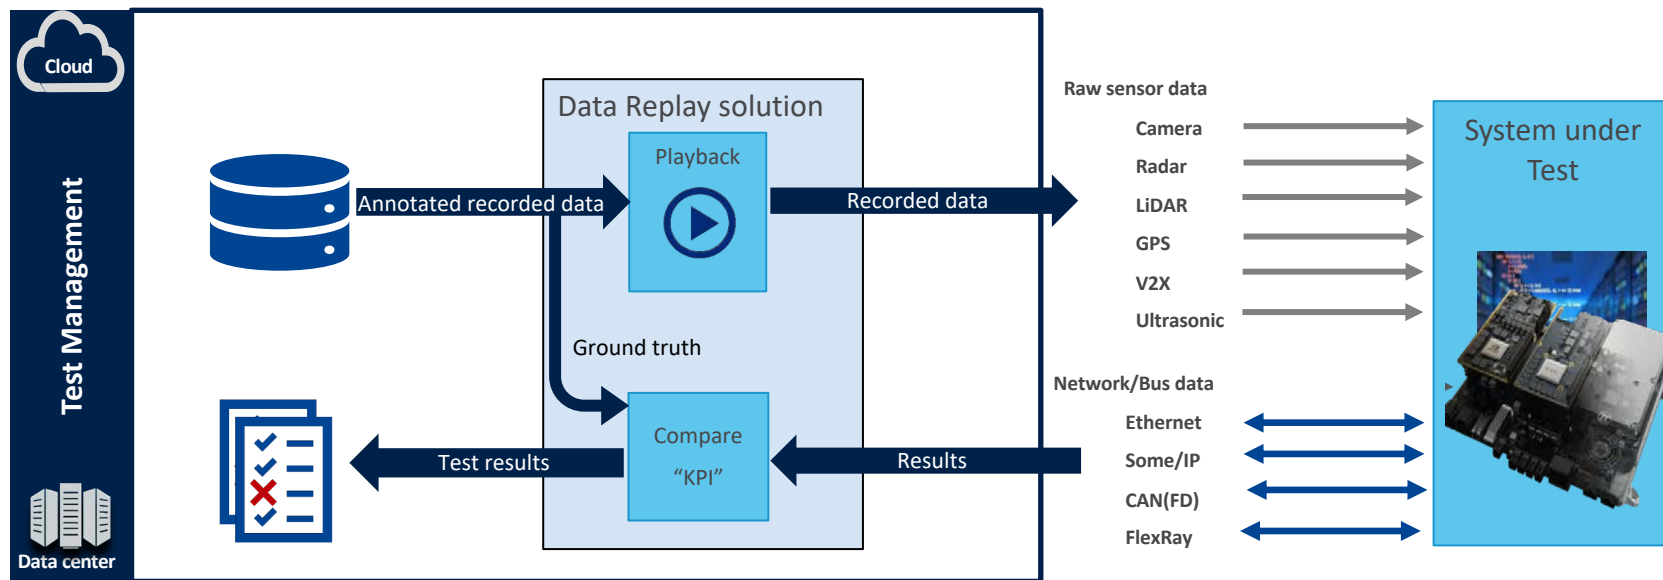 Cloud
Test Management
Data center
Data Replay solution
Playback
Annotated recorded data
Recorded data
Ground truth
Compare
“KPI”
Test results
Results
Raw sensor data
Camera
Radar
LiDAR
GPS
V2X
Ultrasonic
Network/Bus data
Ethernet
Some/IP
CAN(FD)
FlexRay
System under
Test